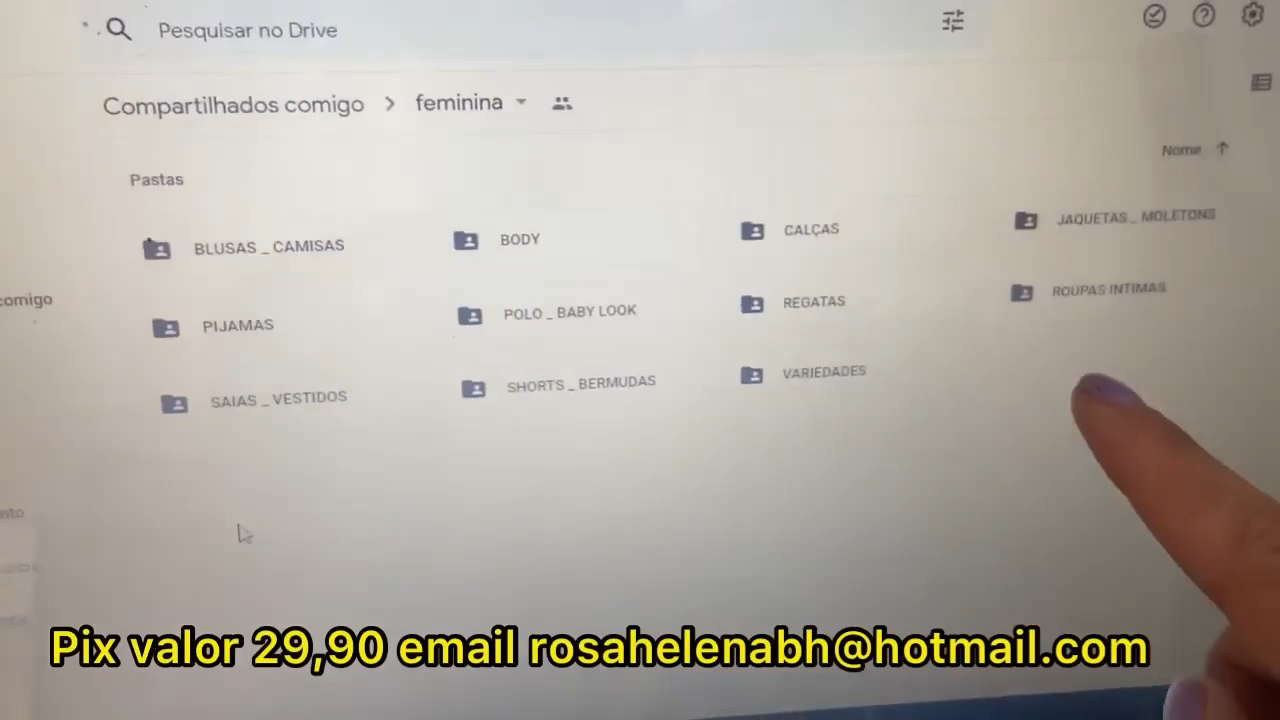 Pesquisar no Drive
Compartilhados comigo > feminina
Nome
Pastas
BLUSAS _ CAMISAS
BODY
CALÇAS
JAQUETAS _ MOLETONS
comigo
PIJAMAS
POLO _ BABY LOOK
REGATAS
ROUPAS INTIMAS
SAIAS _ VESTIDOS
SHORTS _ BERMUDAS
VARIEDADES
nto
Pix valor 29,90 email rosahelenabh@hotmail.com